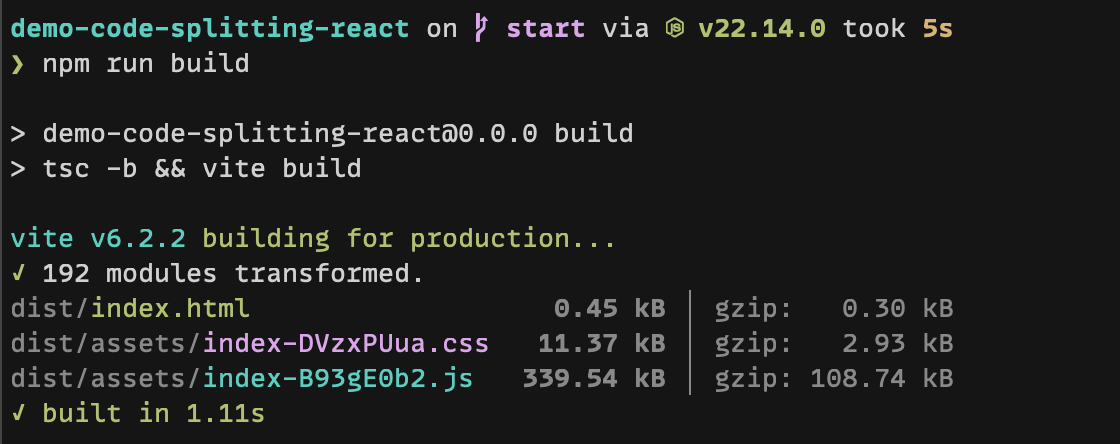 demo-code-splitting-react on start via v22.14.0 took 5s
❯ npm run build
> demo-code-splitting-react@0.0.0 build
> tsc -b && vite build
vite v6.2.2 building for production...
✓ 192 modules transformed.
dist/index.html 0.45 kB │ gzip: 0.30 kB
dist/assets/index-DVzxPUua.css 11.37 kB │ gzip: 2.93 kB
dist/assets/index-B93gE0b2.js 339.54 kB │ gzip: 108.74 kB
✓ built in 1.11s